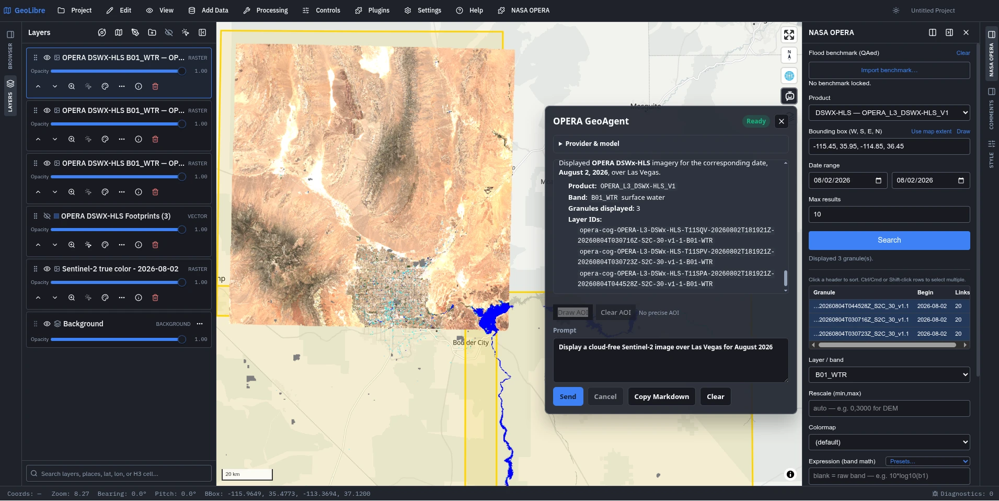 GeoLibre
Project
Edit
View
Add Data
Processing
Controls
Plugins
Settings
Help
NASA OPERA
Untitled Project
BROWSER
LAYERS
Layers
OPERA DSWX-HLS B01_WTR — OP... RASTER
Opacity 1.00
OPERA DSWX-HLS B01_WTR — OP... RASTER
Opacity 1.00
OPERA DSWX-HLS B01_WTR — OP... RASTER
Opacity 1.00
OPERA DSWX-HLS Footprints (3) VECTOR
Opacity 1.00
Sentinel-2 true color - 2026-08-02 RASTER
Opacity 1.00
Background BACKGROUND
Opacity 1.00
Search layers, places, lat, lon, or H3 cell...
Mesquite
Boulder City
20 km
N
OPERA GeoAgent
Ready
Provider & model
Displayed OPERA DSWx-HLS imagery for the corresponding date,
August 2, 2026, over Las Vegas.
Product: OPERA_L3_DSWX-HLS_V1
Band: B01_WTR surface water
Granules displayed: 3
Layer IDs:
opera-cog-OPERA-L3-DSWx-HLS-T11SQV-20260802T181921Z-
20260804T030716Z-S2C-30-v1-1-B01-WTR
opera-cog-OPERA-L3-DSWx-HLS-T11SPV-20260802T181921Z-
20260804T030723Z-S2C-30-v1-1-B01-WTR
opera-cog-OPERA-L3-DSWx-HLS-T11SPA-20260802T181921Z-
20260804T044528Z-S2C-30-v1-1-B01-WTR
Draw AOI
Clear AOI
No precise AOI
Prompt
Display a cloud-free Sentinel-2 image over Las Vegas for August 2026
Send
Cancel
Copy Markdown
Clear
NASA OPERA
Flood benchmark (QAed) Clear
Import benchmark...
No benchmark locked.
Product
DSWX-HLS — OPERA_L3_DSWX-HLS_V1
Bounding box (W, S, E, N) Use map extent Draw
-115.45, 35.95, -114.85, 36.45
Date range
08/02/2026 08/02/2026
Max results
10
Search
Displayed 3 granule(s).
Click a header to sort. Ctrl/Cmd or Shift-click rows to select multiple.
Granule Begin Links
...20260804T044528Z_S2C_30_v1.1 2026-08-02 20
...20260804T030716Z_S2C_30_v1.1 2026-08-02 20
...20260804T030723Z_S2C_30_v1.1 2026-08-02 20
Layer / band
B01_WTR
Rescale (min,max)
auto — e.g. 0,3000 for DEM
Colormap
(default)
Expression (band math) Presets...
blank = raw band — e.g. 10*log10(b1)
NASA OPERA
COMMENTS
STYLE
Coords: — Zoom: 8.27 Bearing: 0.0° Pitch: 0.0° BBox: -115.9649, 35.4773, -113.3694, 37.1200
Diagnostics: 0